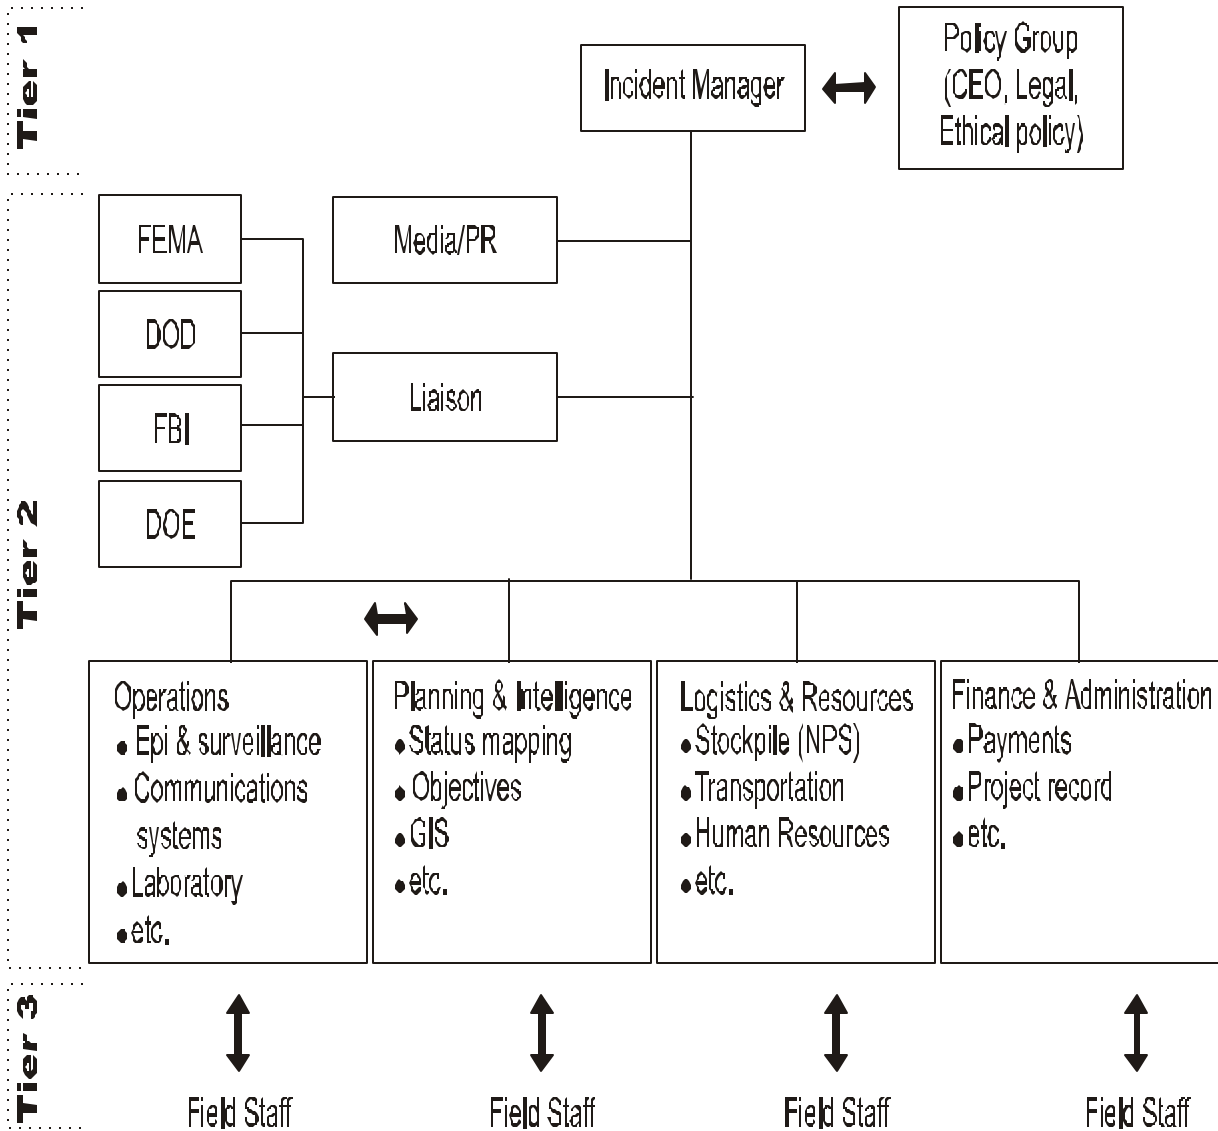 Tier 1
Incident Manager
Policy Group
(CEO, Legal,
Ethical policy)
Tier 2
FEMA
DOD
FBI
DOE
Media/PR
Liaison
Operations
• Epi & surveillance
• Communications
systems
• Laboratory
• etc.
Planning & Intelligence
• Status mapping
• Objectives
• GIS
• etc.
Logistics & Resources
• Stockpile (NPS)
• Transportation
• Human Resources
• etc.
Finance & Administration
• Payments
• Project record
• etc.
Tier 3
Field Staff
Field Staff
Field Staff
Field Staff